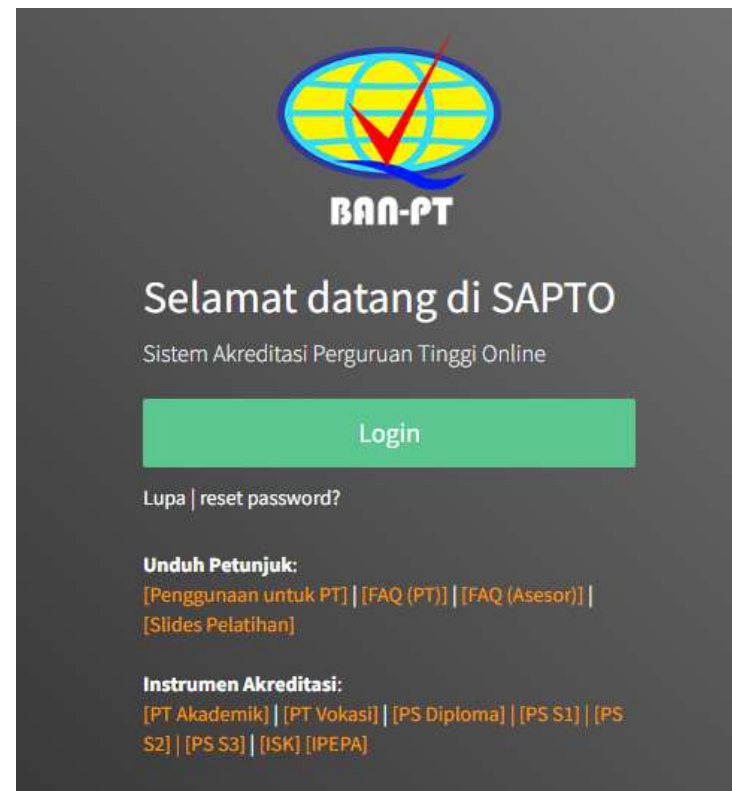 BAN-PT
Selamat datang di SAPTO
Sistem Akreditasi Perguruan Tinggi Online
Login
Lupa | reset password?
Unduh Petunjuk:
[Penggunaan untuk PT] | [FAQ (PT)] | [FAQ (Asesor)] |
[Slides Pelatihan]
Instrumen Akreditasi:
[PT Akademik] | [PT Vokasi] | [PS Diploma] | [PS S1] | [PS
S2] | [PS S3] | [ISK] [IPEPA]